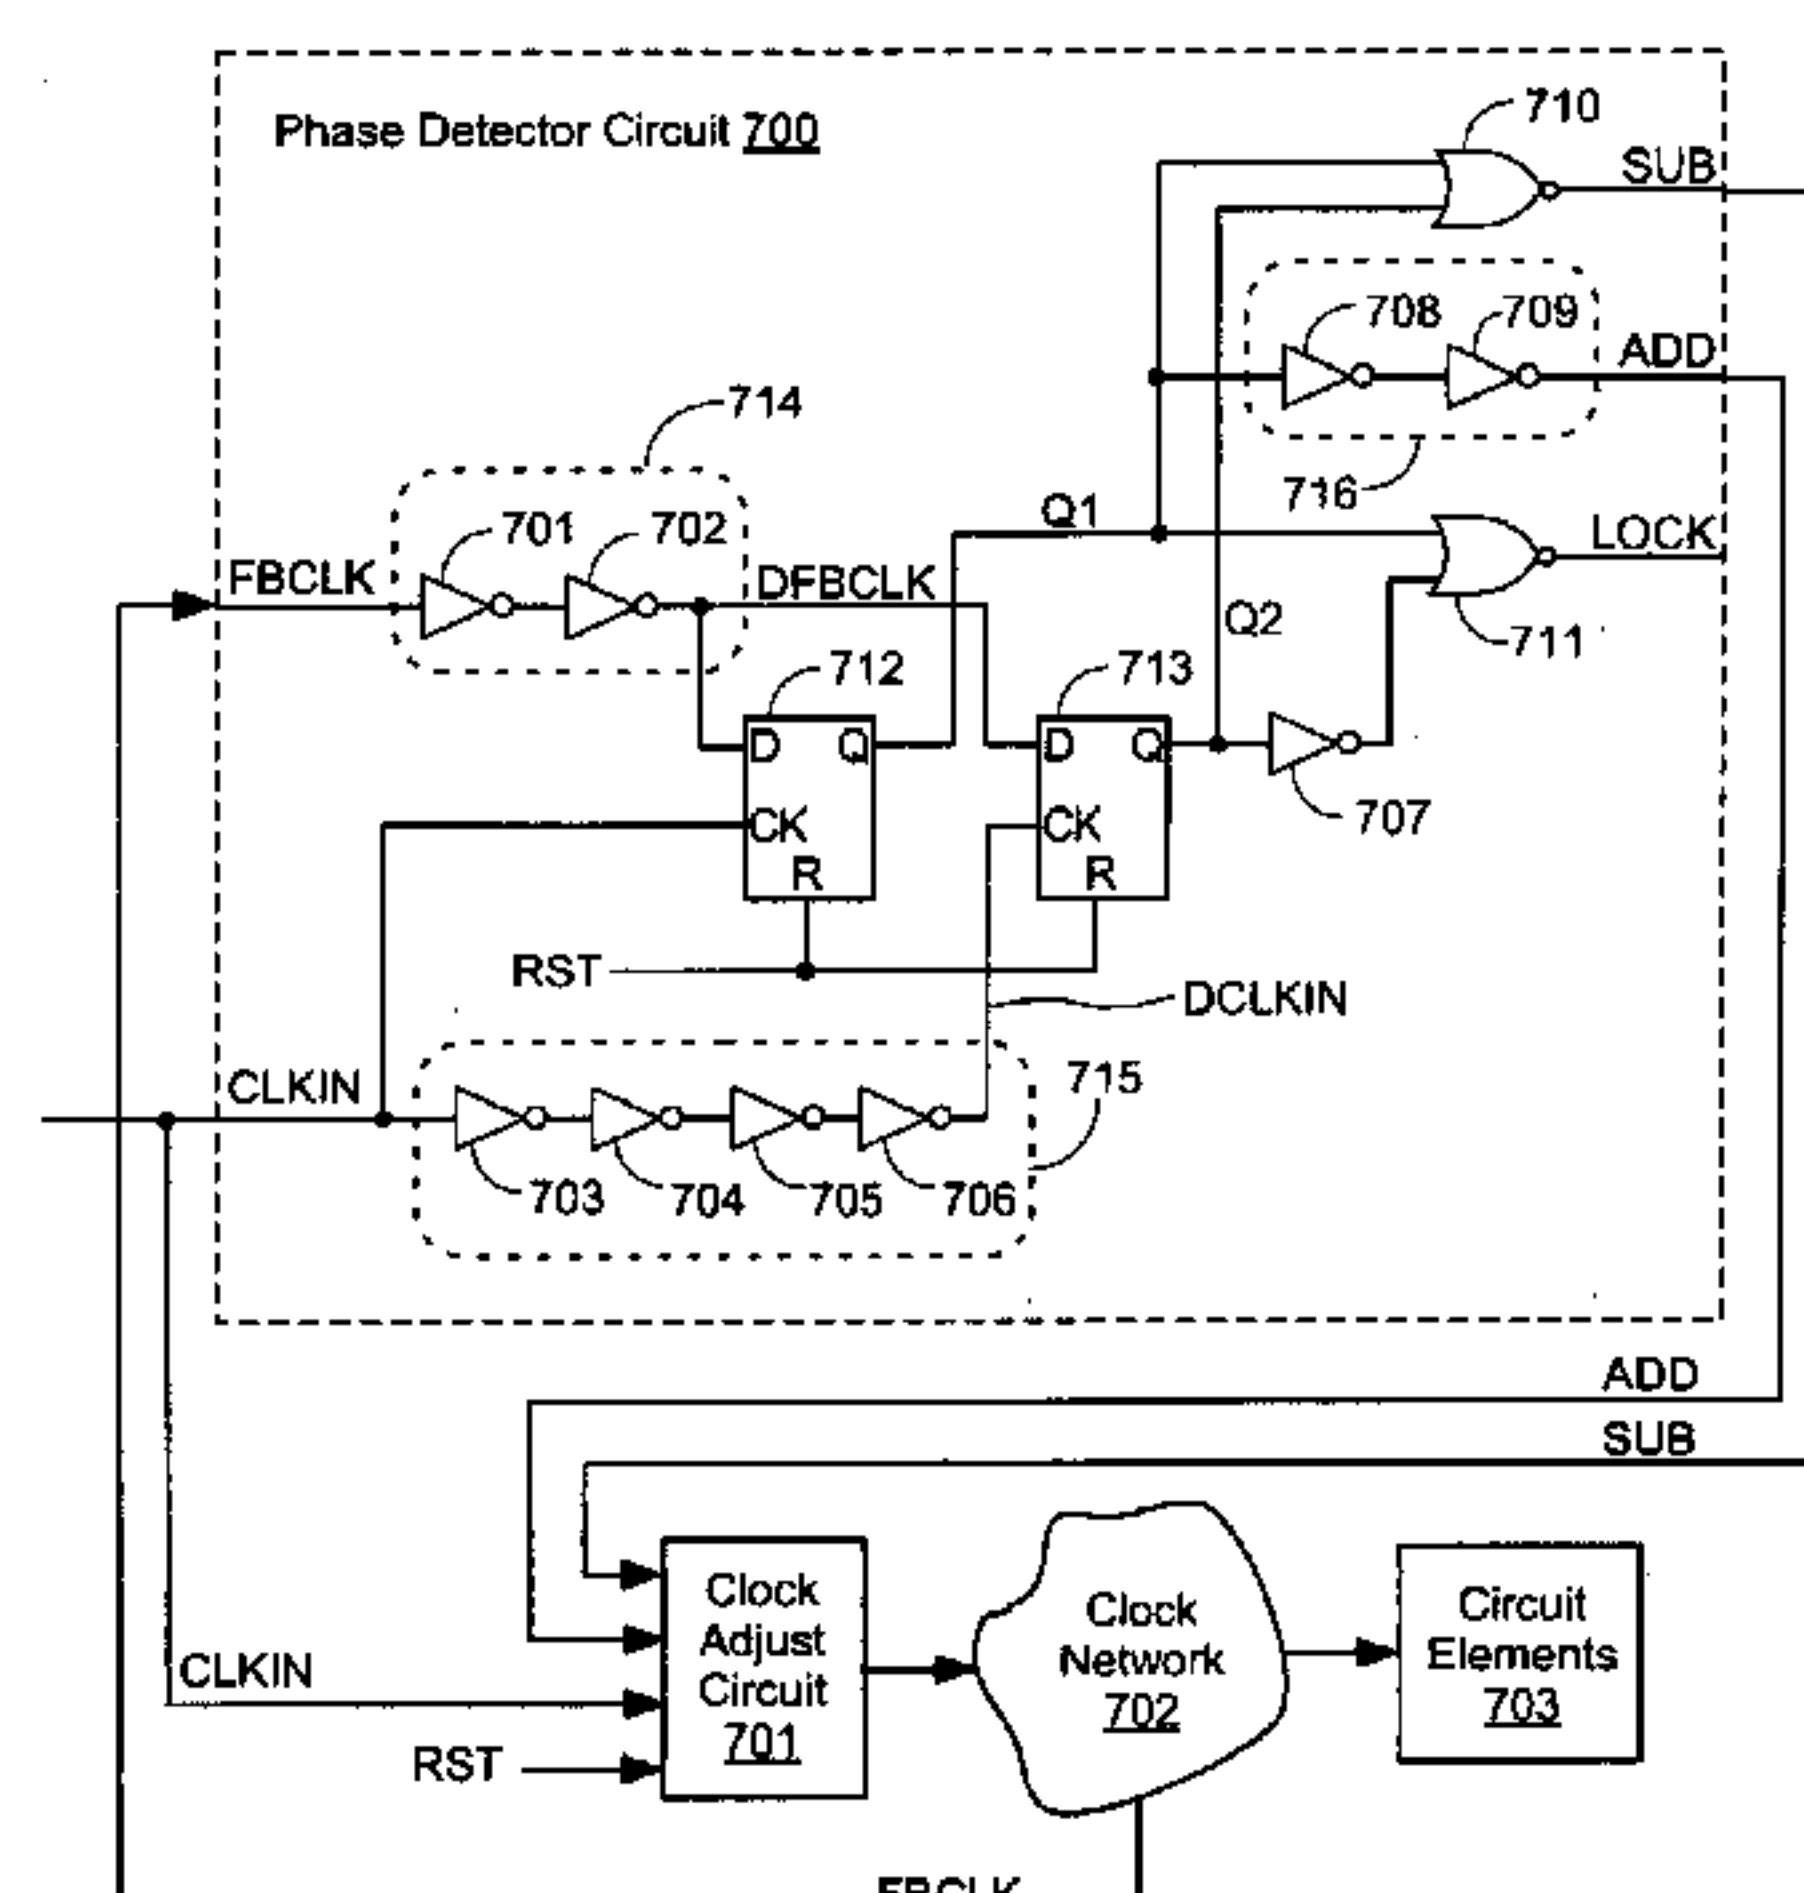 Phase Detector Circuit 700
710
SUB
708
709
ADD
716
714
701
702
FBCLK
DFBCLK
Q1
LOCK
Q2
711
712
713
D Q
CK
R
D Q
CK
R
707
RST
DCLKIN
715
CLKIN
703
704
705
706
ADD
SUB
Clock
Adjust
Circuit
701
Clock
Network
702
Circuit
Elements
703
CLKIN
RST
FBCLK